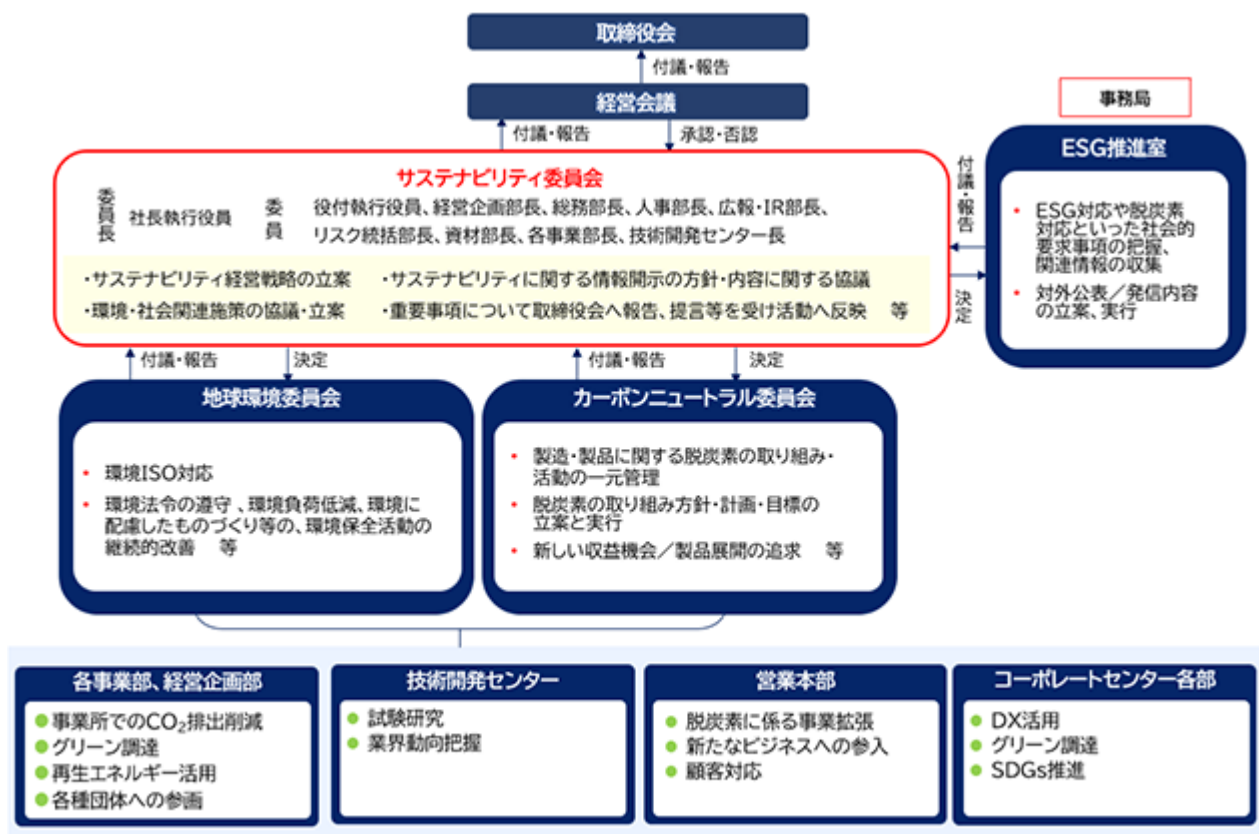 取締役会
付議・報告
経営会議
付議・報告
承認・否認
事務局
サステナビリティ委員会
委員長
社長執行役員
委員
役付執行役員、経営企画部長、総務部長、人事部長、広報・IR部長、
リスク統括部長、資材部長、各事業部長、技術開発センター長
・サステナビリティ経営戦略の立案
・サステナビリティに関する情報開示の方針・内容に関する協議
・環境・社会関連施策の協議・立案
・重要事項について取締役会へ報告、提言等を受け活動へ反映 等
付議・報告
決定
ESG推進室
• ESG対応や脱炭素
対応といった社会的
要求事項の把握、
関連情報の収集
• 対外公表／発信内容
の立案、実行
付議・報告
決定
付議・報告
決定
地球環境委員会
• 環境ISO対応
• 環境法令の遵守 、環境負荷低減、環境に
配慮したものづくり等の、環境保全活動の
継続的改善 等
カーボンニュートラル委員会
• 製造・製品に関する脱炭素の取り組み・
活動の一元管理
• 脱炭素の取り組み方針・計画・目標の
立案と実行
• 新しい収益機会／製品展開の追求 等
各事業部、経営企画部
●事業所でのCO₂排出削減
●グリーン調達
●再生エネルギー活用
●各種団体への参画
技術開発センター
●試験研究
●業界動向把握
営業本部
●脱炭素に係る事業拡張
●新たなビジネスへの参入
●顧客対応
コーポレートセンター各部
●DX活用
●グリーン調達
●SDGs推進